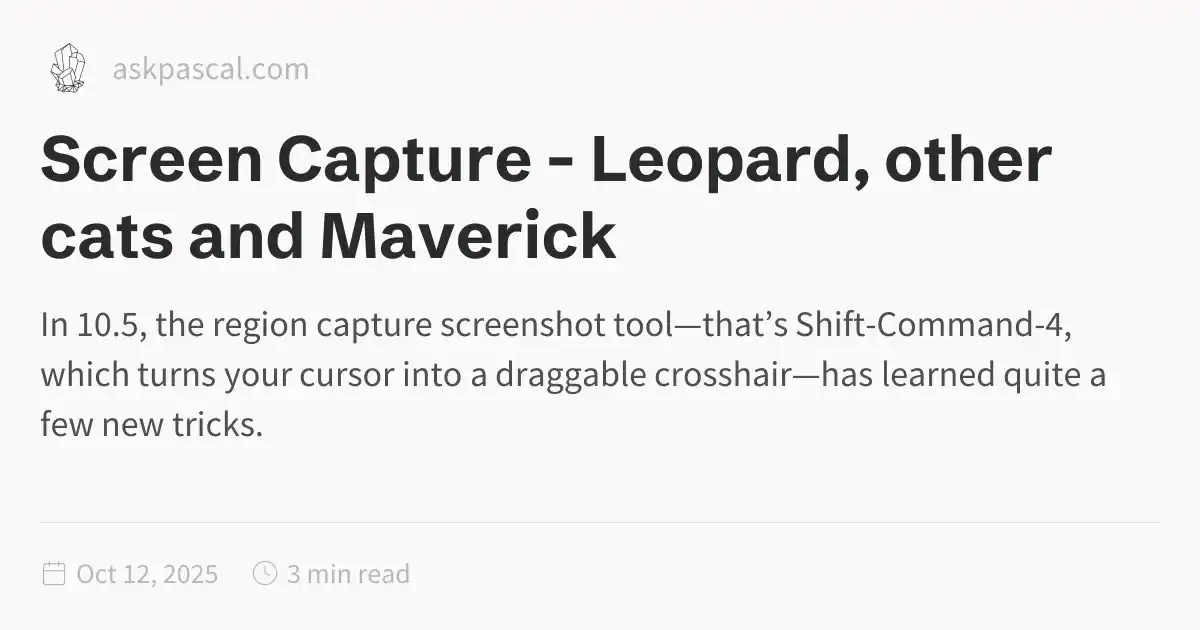 askpascal.com
Screen Capture - Leopard, other
cats and Maverick
In 10.5, the region capture screenshot tool—that’s Shift-Command-4,
which turns your cursor into a draggable crosshair—has learned quite a
few new tricks.
Oct 12, 2025
3 min read